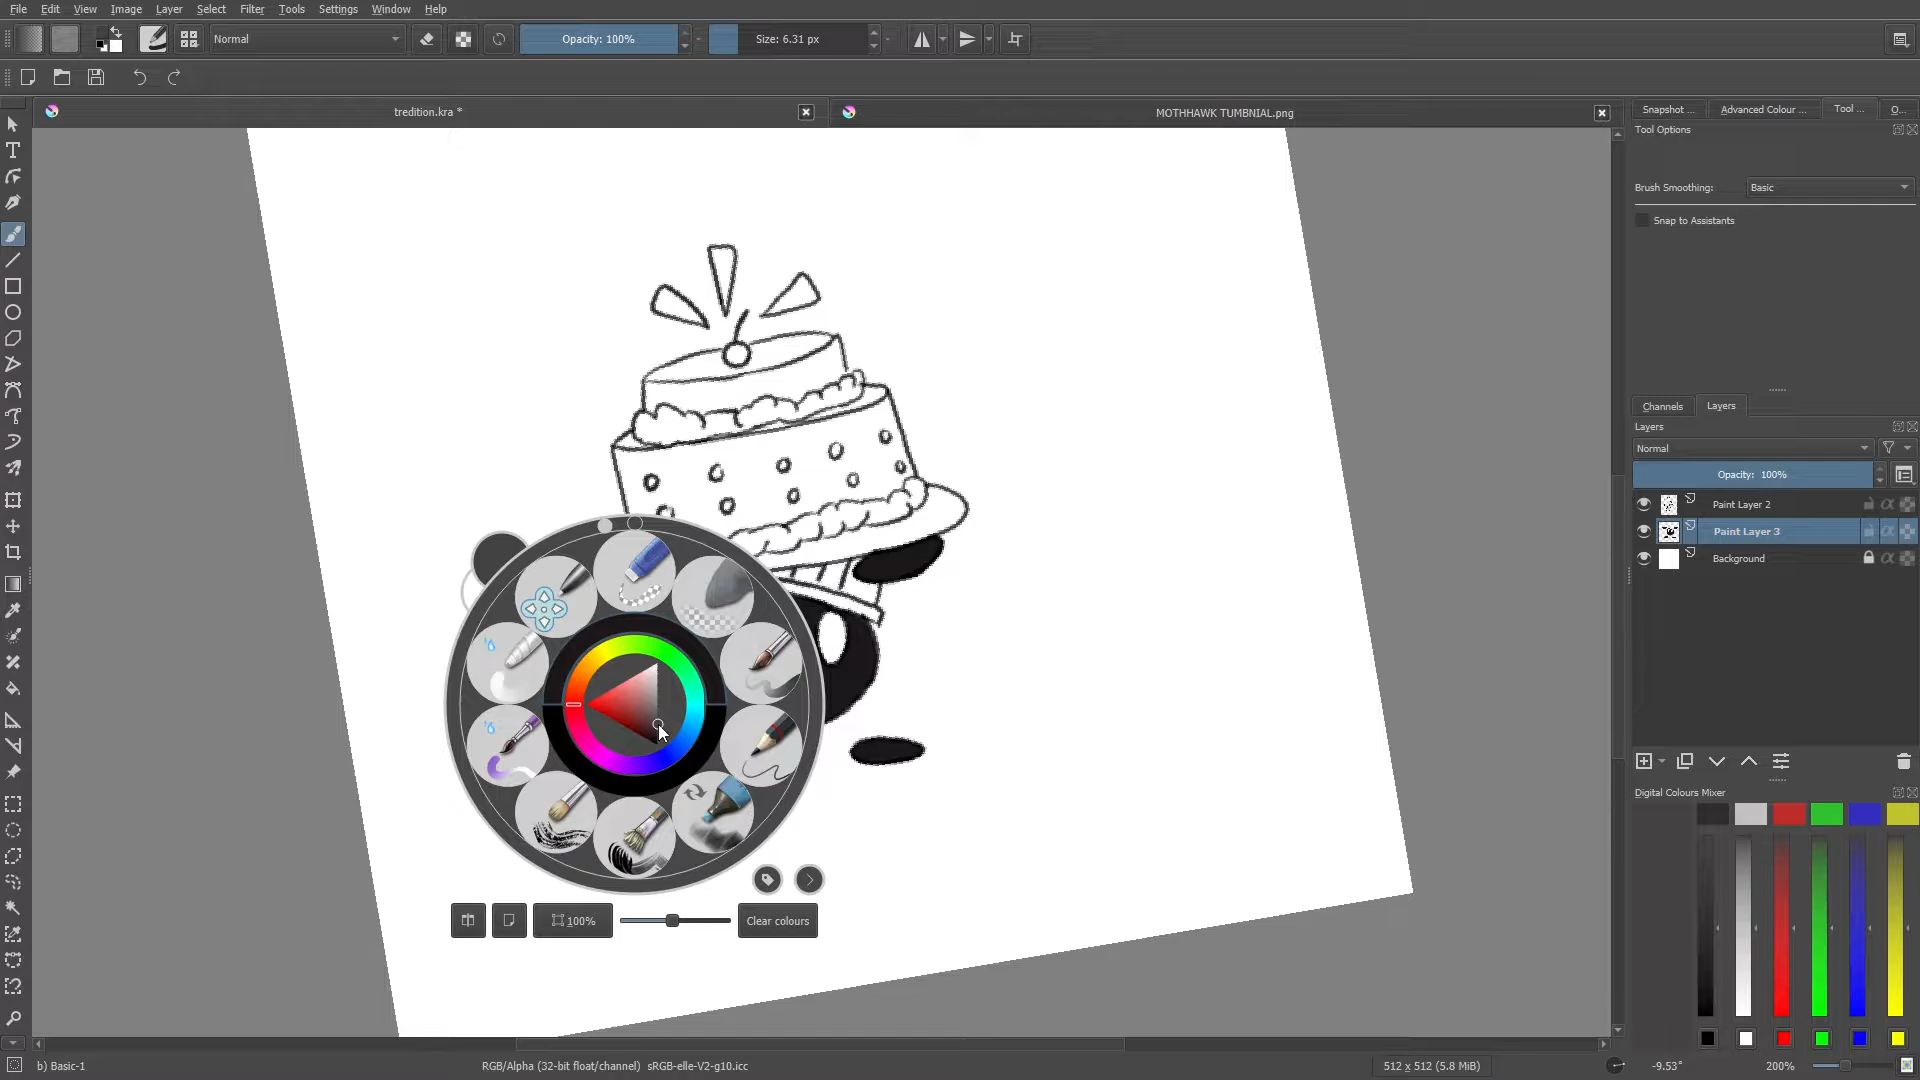 File Edit View Image Layer Select Filter Tools Settings Window Help
Normal
Opacity: 100%
Size: 6.31 px
tredition.kra *
MOTHHAWK TUMBNIAL.png
Snapshot ...
Advanced Colour ...
Tool ...
O...
Tool Options
Brush Smoothing:
Basic
Snap to Assistants
Channels
Layers
Layers
Normal
Opacity: 100%
Paint Layer 2
Paint Layer 3
Background
100%
Clear colours
Digital Colours Mixer
b) Basic-1
RGB/Alpha (32-bit float/channel) sRGB-elle-V2-g10.icc
512 x 512 (5.8 MiB)
-9.53°
200%